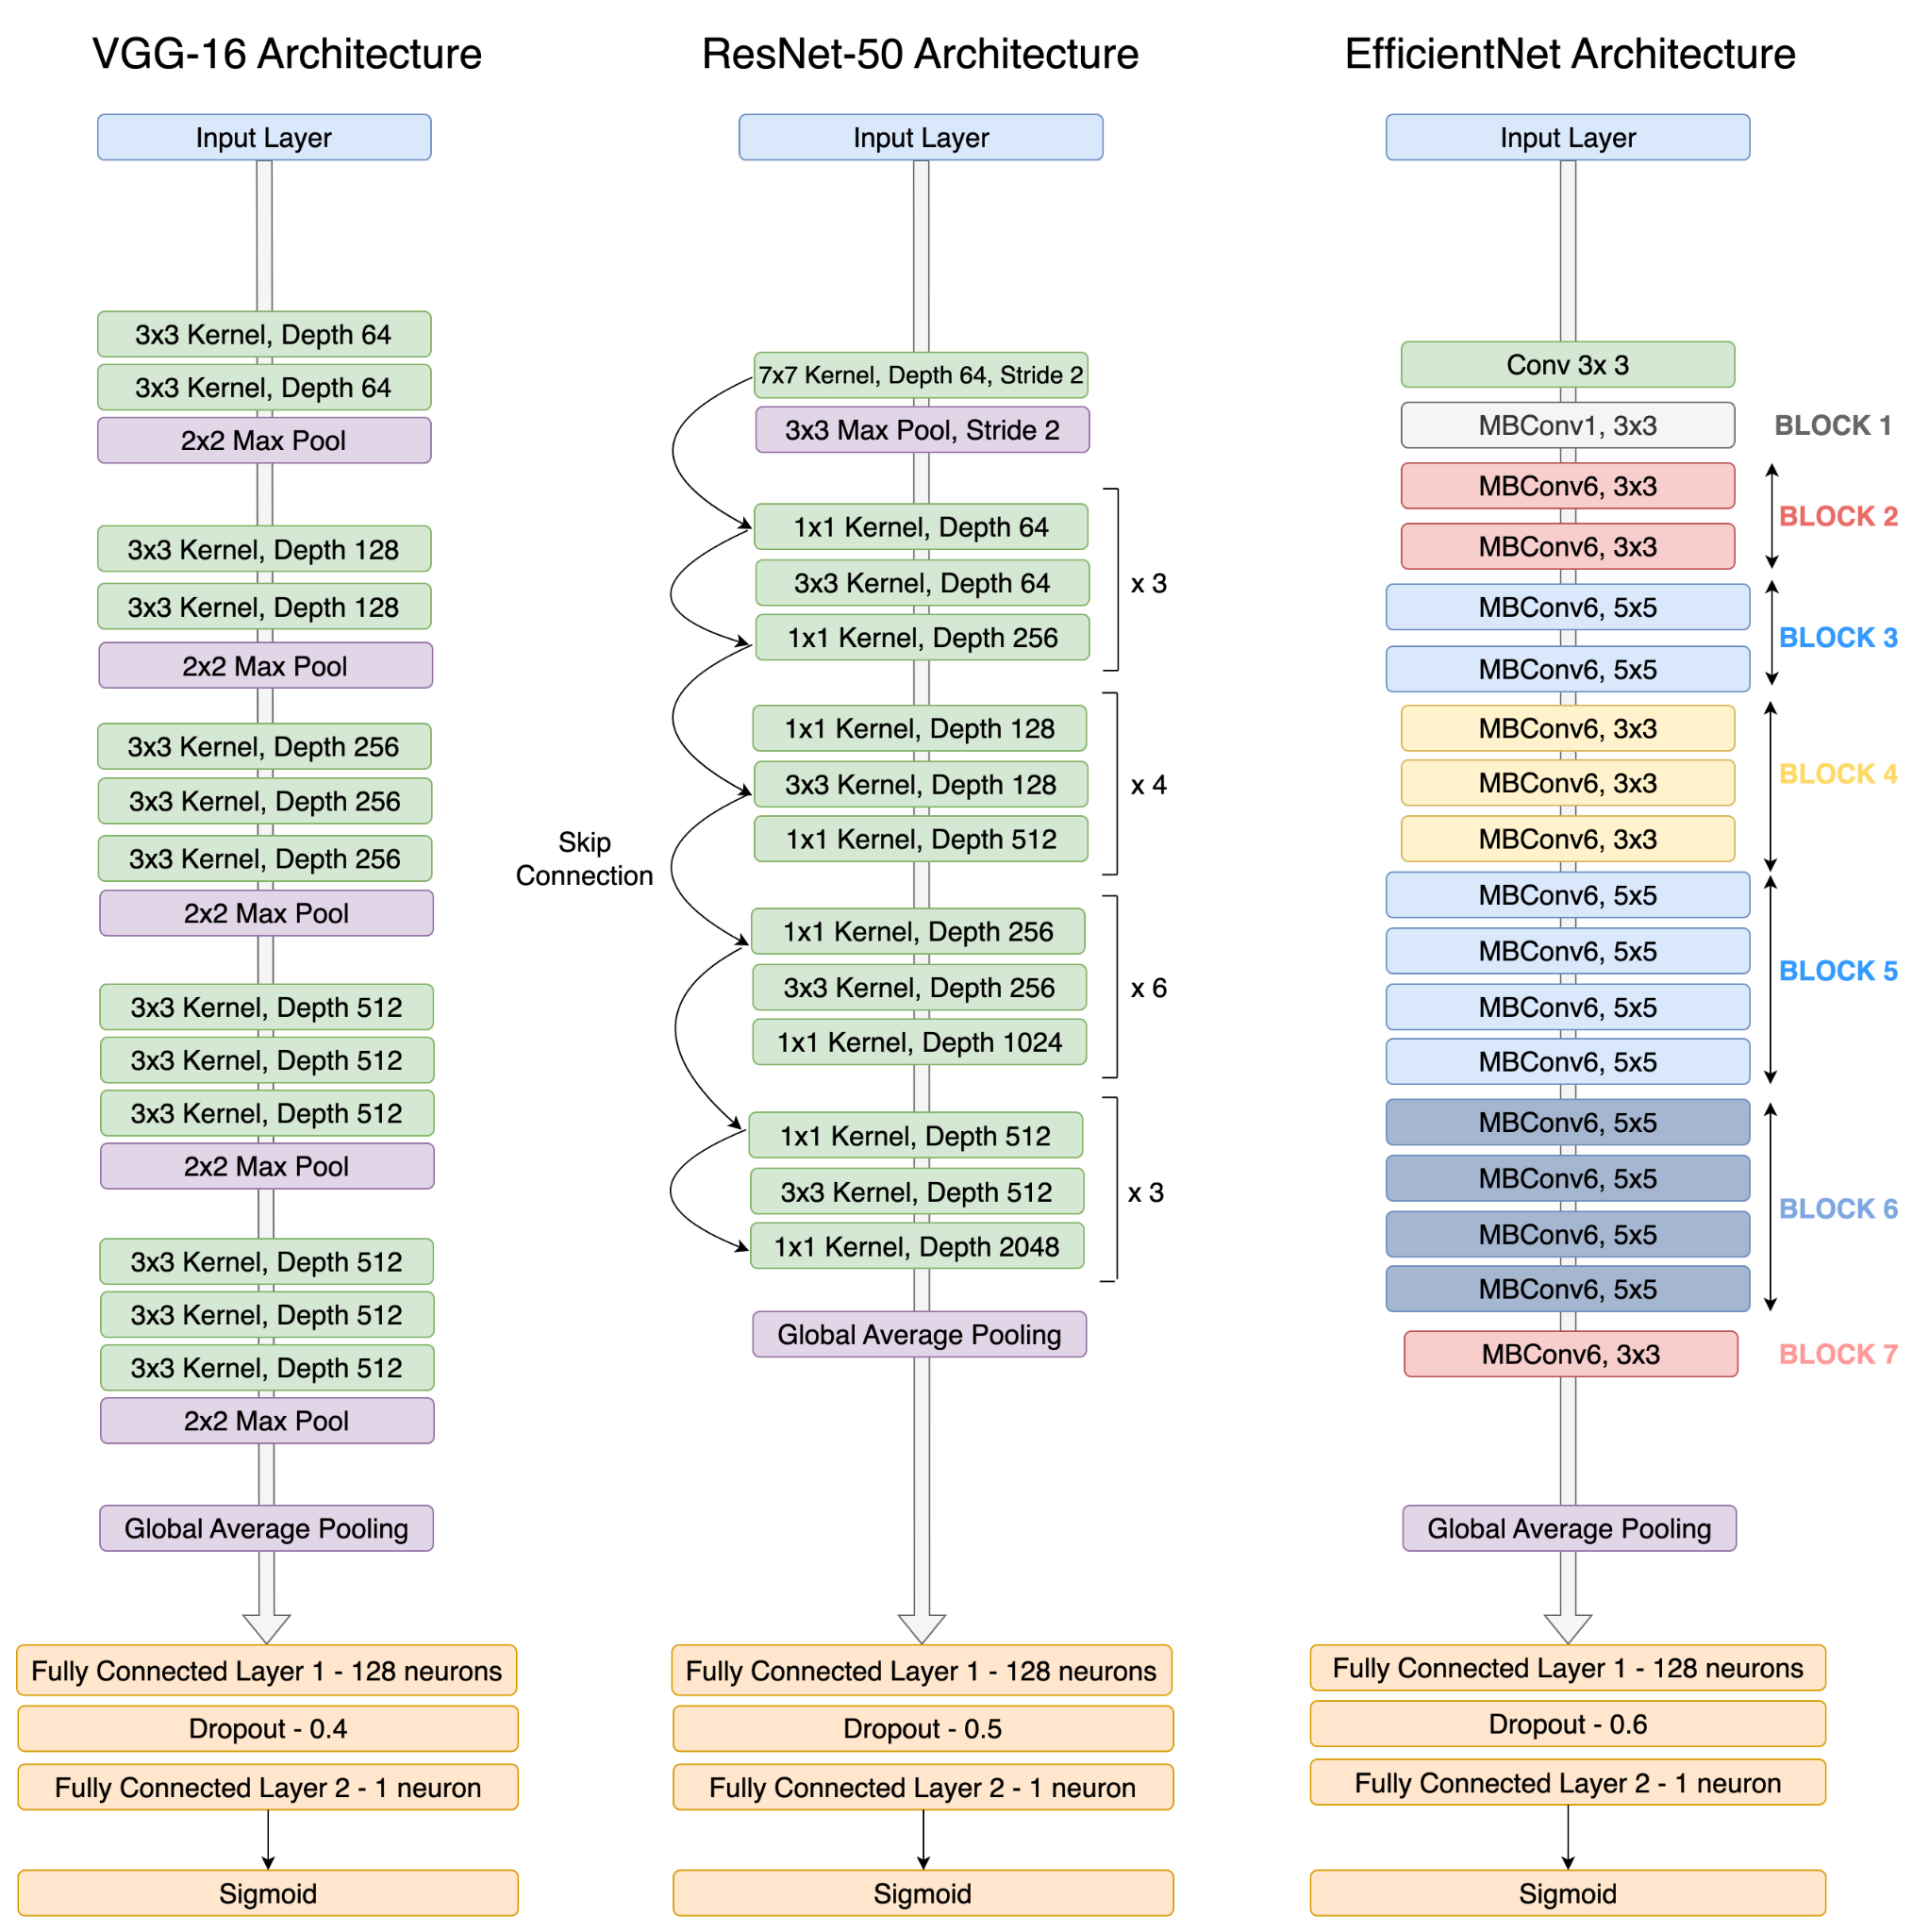 VGG-16 Architecture
Input Layer
3x3 Kernel, Depth 64
3x3 Kernel, Depth 64
2x2 Max Pool
3x3 Kernel, Depth 128
3x3 Kernel, Depth 128
2x2 Max Pool
3x3 Kernel, Depth 256
3x3 Kernel, Depth 256
3x3 Kernel, Depth 256
2x2 Max Pool
3x3 Kernel, Depth 512
3x3 Kernel, Depth 512
3x3 Kernel, Depth 512
2x2 Max Pool
3x3 Kernel, Depth 512
3x3 Kernel, Depth 512
3x3 Kernel, Depth 512
2x2 Max Pool
Global Average Pooling
Fully Connected Layer 1 - 128 neurons
Dropout - 0.4
Fully Connected Layer 2 - 1 neuron
Sigmoid
ResNet-50 Architecture
Input Layer
7x7 Kernel, Depth 64, Stride 2
3x3 Max Pool, Stride 2
1x1 Kernel, Depth 64
3x3 Kernel, Depth 64
x 3
1x1 Kernel, Depth 256
1x1 Kernel, Depth 128
3x3 Kernel, Depth 128
x 4
1x1 Kernel, Depth 512
Skip
Connection
1x1 Kernel, Depth 256
3x3 Kernel, Depth 256
x 6
1x1 Kernel, Depth 1024
1x1 Kernel, Depth 512
3x3 Kernel, Depth 512
x 3
1x1 Kernel, Depth 2048
Global Average Pooling
Fully Connected Layer 1 - 128 neurons
Dropout - 0.5
Fully Connected Layer 2 - 1 neuron
Sigmoid
EfficientNet Architecture
Input Layer
Conv 3x 3
MBConv1, 3x3
BLOCK 1
MBConv6, 3x3
BLOCK 2
MBConv6, 3x3
MBConv6, 5x5
BLOCK 3
MBConv6, 5x5
MBConv6, 3x3
BLOCK 4
MBConv6, 3x3
MBConv6, 3x3
MBConv6, 5x5
MBConv6, 5x5
BLOCK 5
MBConv6, 5x5
MBConv6, 5x5
MBConv6, 5x5
MBConv6, 5x5
BLOCK 6
MBConv6, 5x5
MBConv6, 5x5
MBConv6, 3x3
BLOCK 7
Global Average Pooling
Fully Connected Layer 1 - 128 neurons
Dropout - 0.6
Fully Connected Layer 2 - 1 neuron
Sigmoid